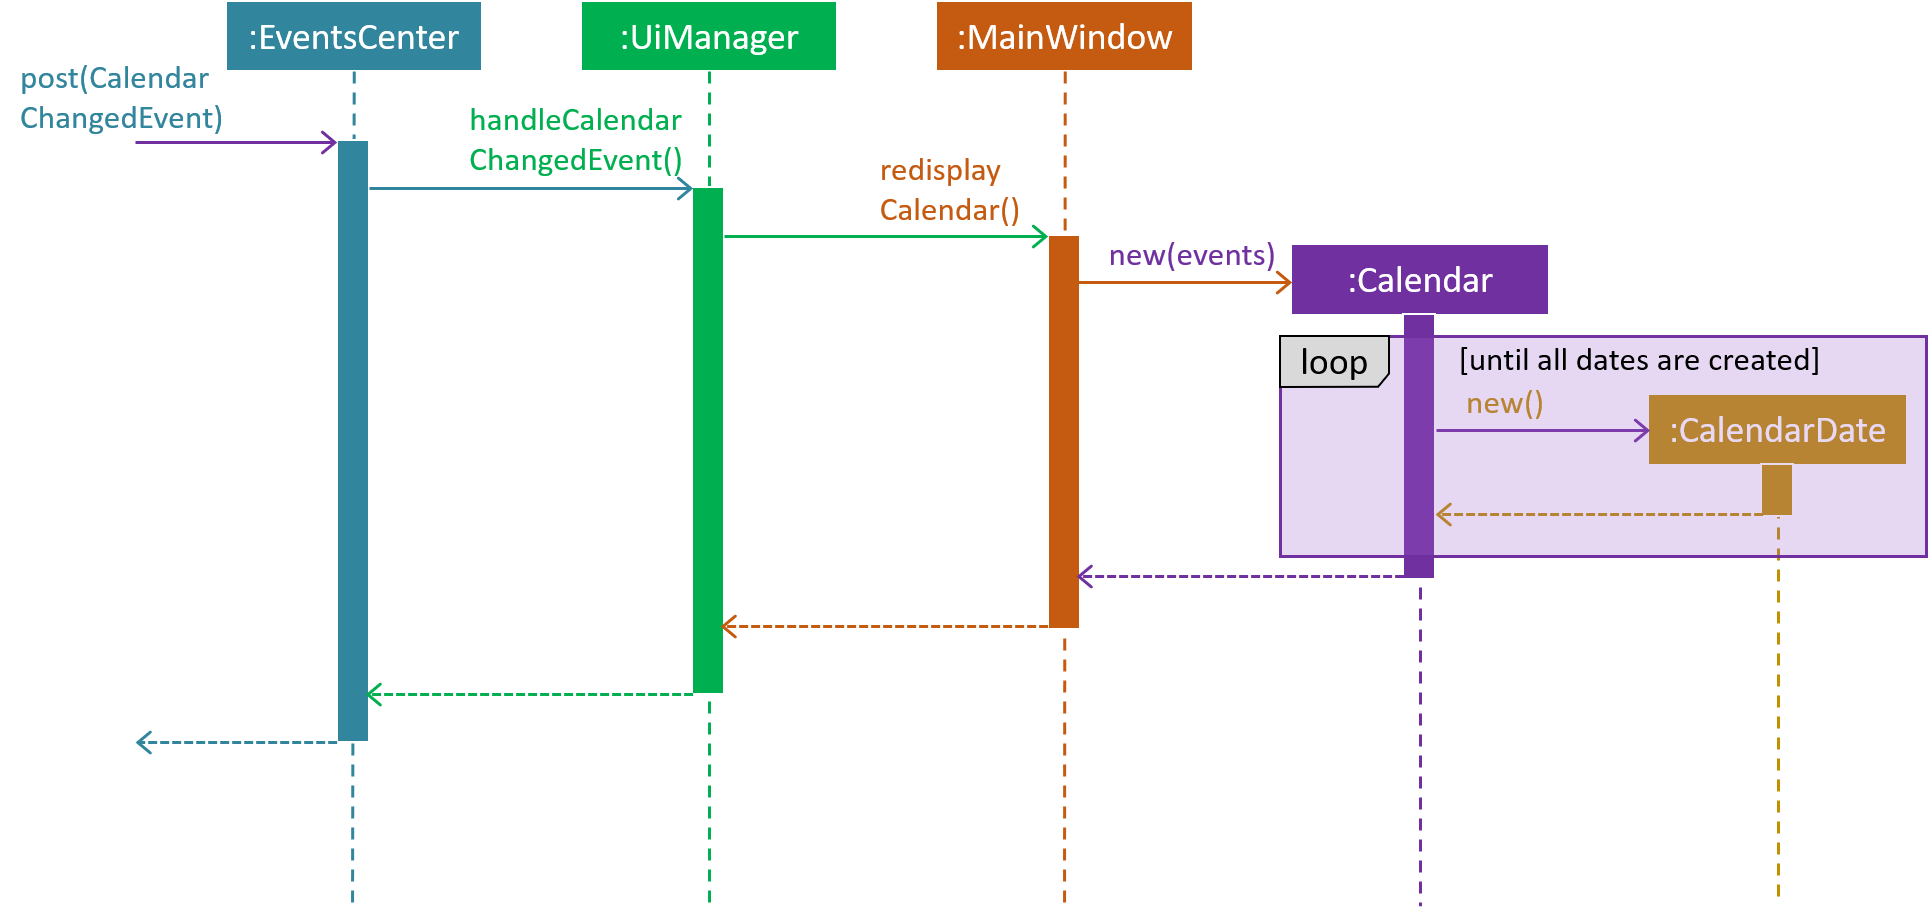 :EventsCenter
:UiManager
:MainWindow
post(Calendar
ChangedEvent)
handleCalendar
ChangedEvent()
redisplay
Calendar()
new(events)
:Calendar
loop
[until all dates are created]
new()
:CalendarDate